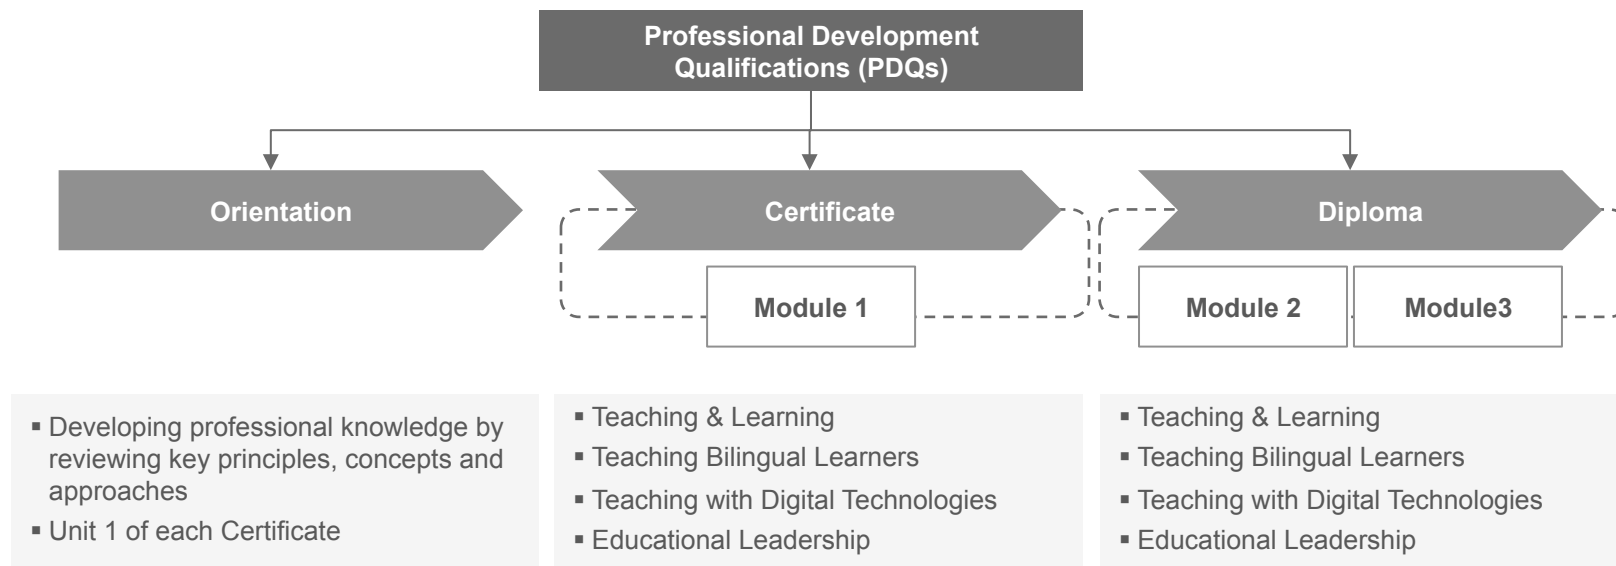 Professional Development
Qualifications (PDQs)
Orientation
Certificate
Diploma
Module 1
Module 2
Module3
▪ Developing professional knowledge by
reviewing key principles, concepts and
approaches
▪ Unit 1 of each Certificate
▪ Teaching & Learning
▪ Teaching Bilingual Learners
▪ Teaching with Digital Technologies
▪ Educational Leadership
▪ Teaching & Learning
▪ Teaching Bilingual Learners
▪ Teaching with Digital Technologies
▪ Educational Leadership